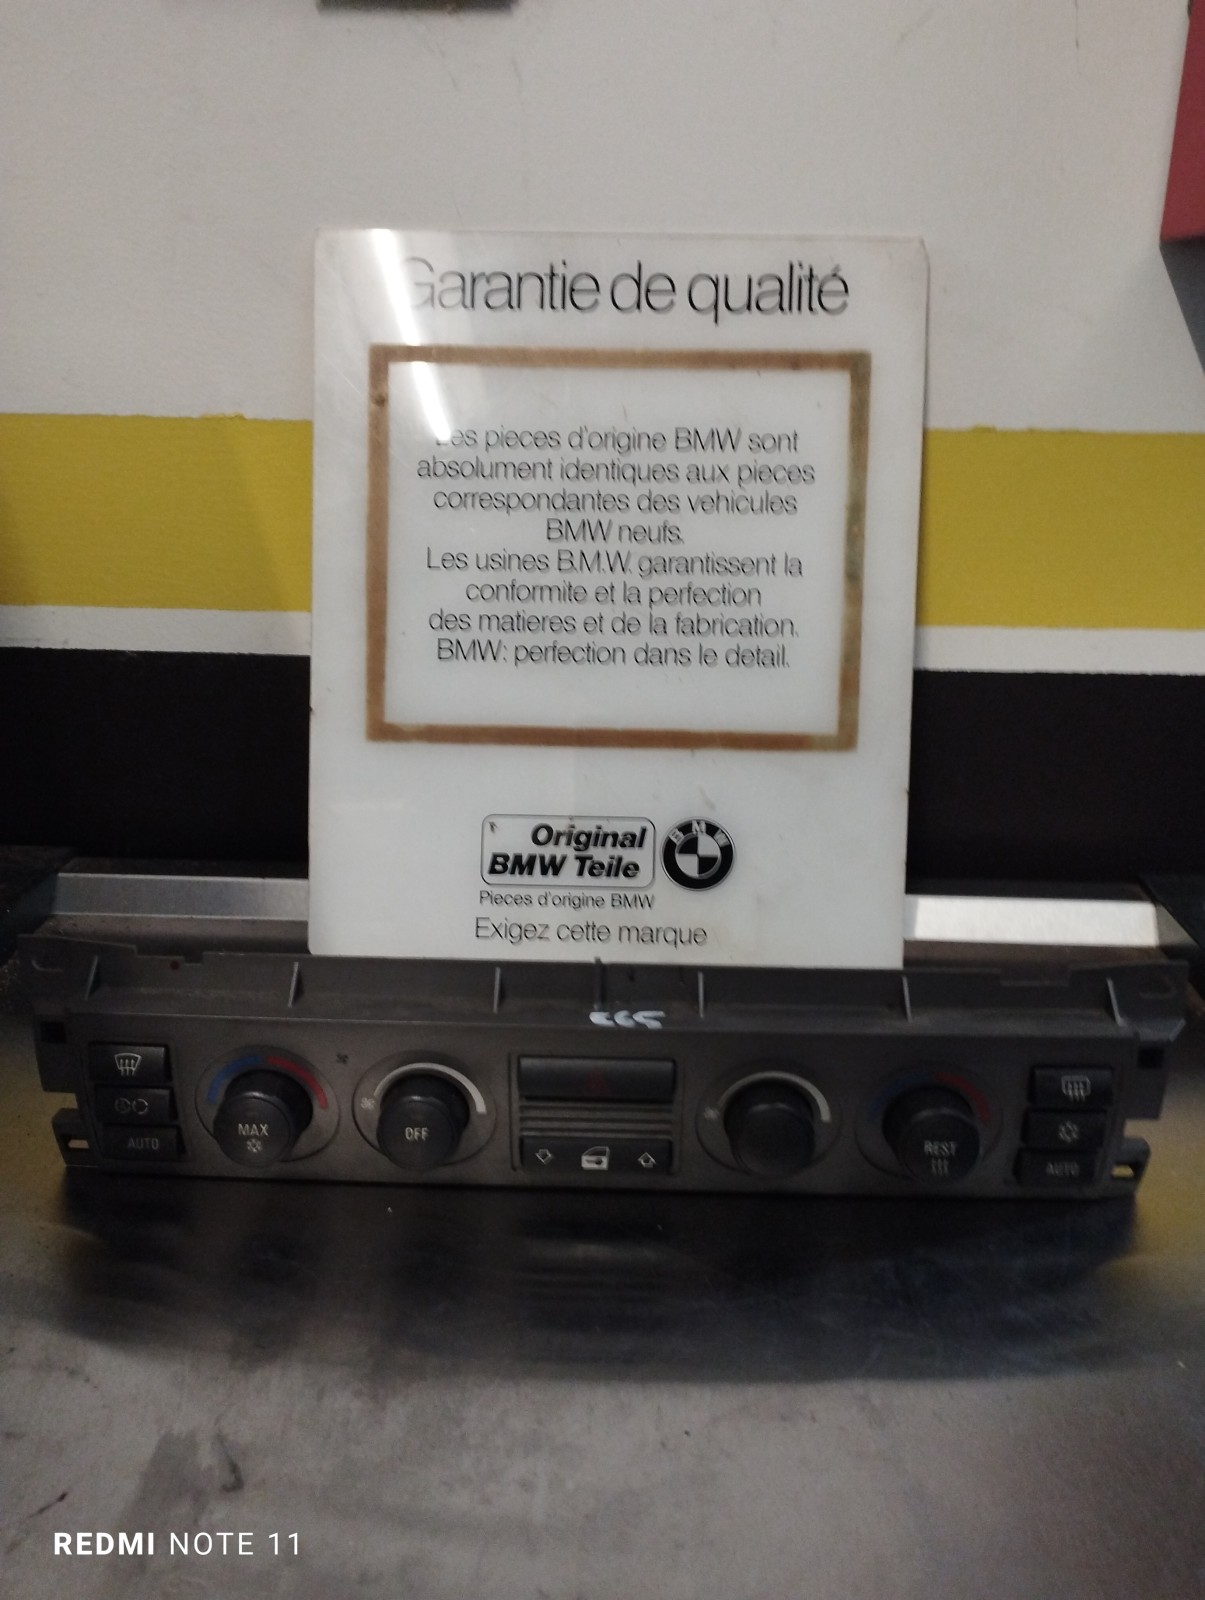 Garantie de qualité
Les pieces d'origine BMW sont
absolument identiques aux pieces
correspondantes des vehicules
BMW neufs.
Les usines B.M.W. garantissent la
conformite et la perfection
des matieres et de la fabrication.
BMW: perfection dans le detail.
Original
BMW Teile
BMW
Pieces d'origine BMW
Exigez cette marque
E65
MAX
OFF
REST
AUTO
AUTO
REDMI NOTE 11